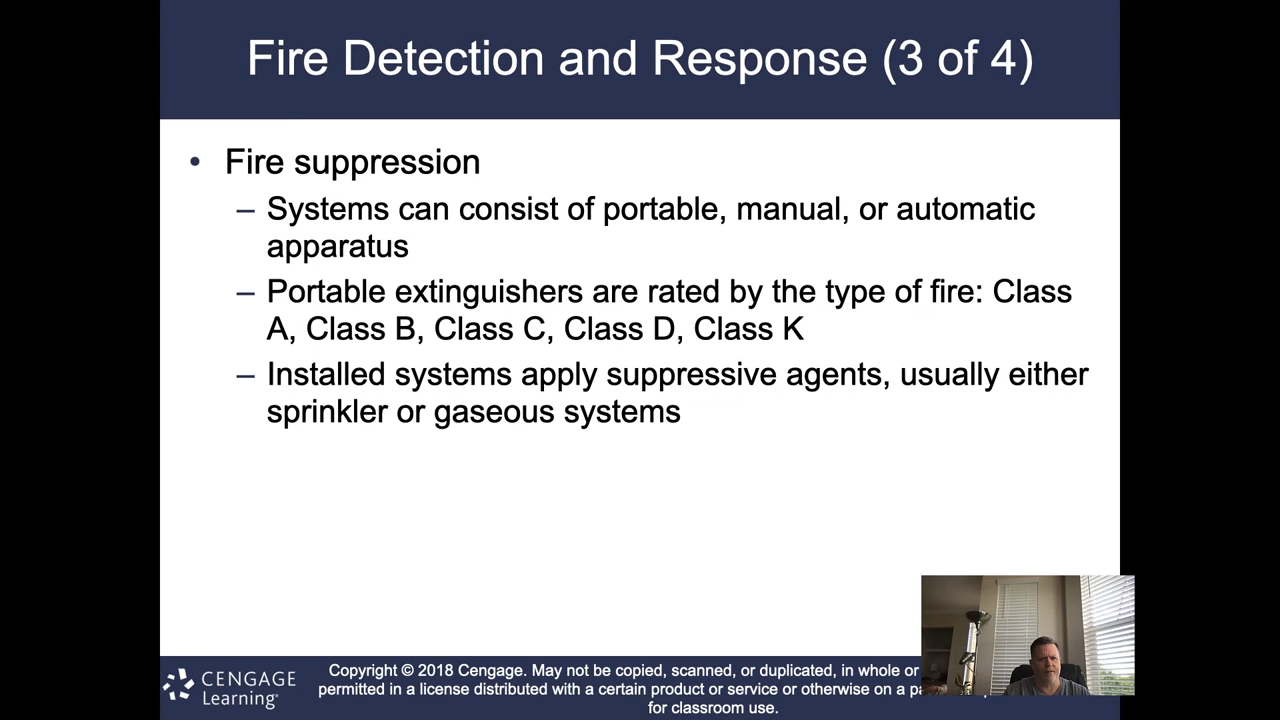 Fire Detection and Response (3 of 4)
• Fire suppression
– Systems can consist of portable, manual, or automatic
apparatus
– Portable extinguishers are rated by the type of fire: Class
A, Class B, Class C, Class D, Class K
– Installed systems apply suppressive agents, usually either
sprinkler or gaseous systems
CENGAGE
Learning®
Copyright © 2018 Cengage. May not be copied, scanned, or duplicated, in whole or
permitted in a license distributed with a certain product or service or otherwise on a
for classroom use.